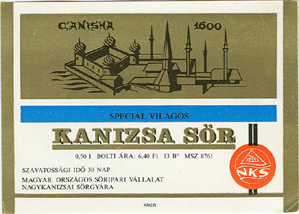 CANISHA 1600
SPECIÁL VILÁGOS
KANIZSA SÖR
0,50 l BOLTI ÁRA: 6,40 Ft 13 B° MSZ 8761
SZAVATOSSÁGI IDŐ 30 NAP
MAGYAR ORSZÁGOS SÖRIPARI VÁLLALAT
NAGYKANIZSAI SÖRGYÁRA
NKS